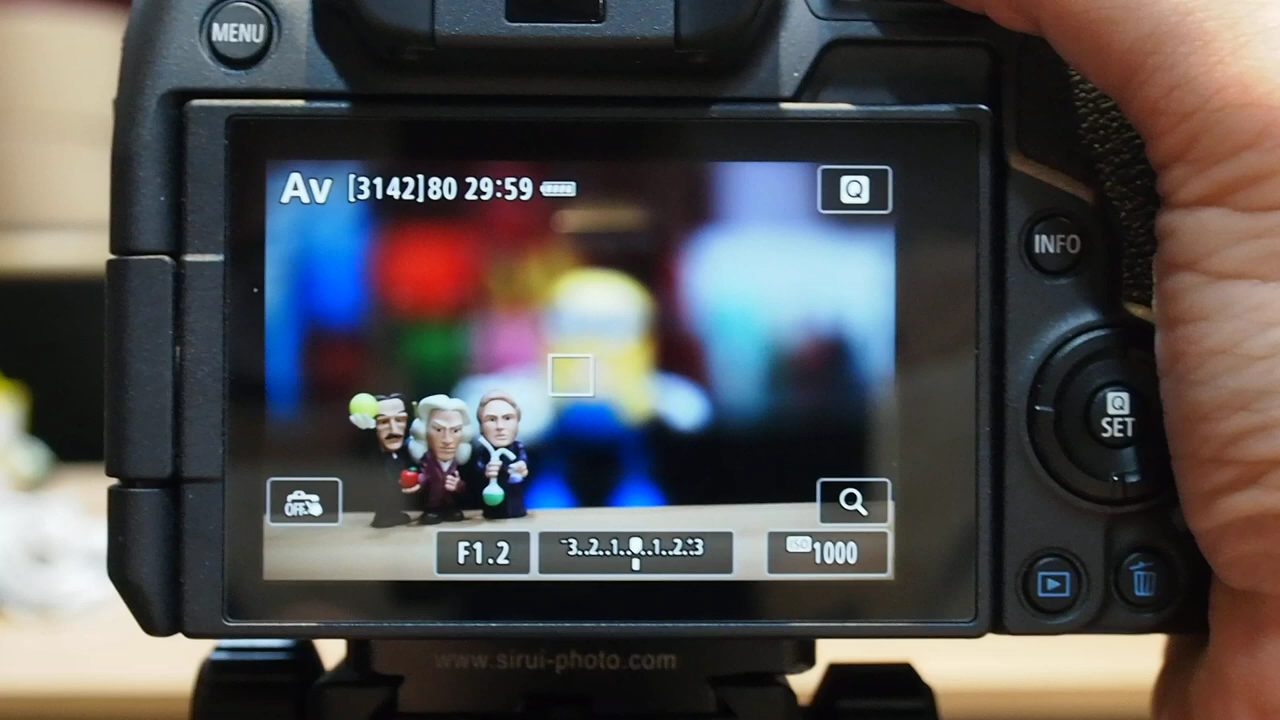 MENU
Av [3142]80 29:59
Q
INFO
Q
SET
OFF
F1.2
-3..2..1..0..1..2..+3
ISO 1000
www.sirui-photo.com